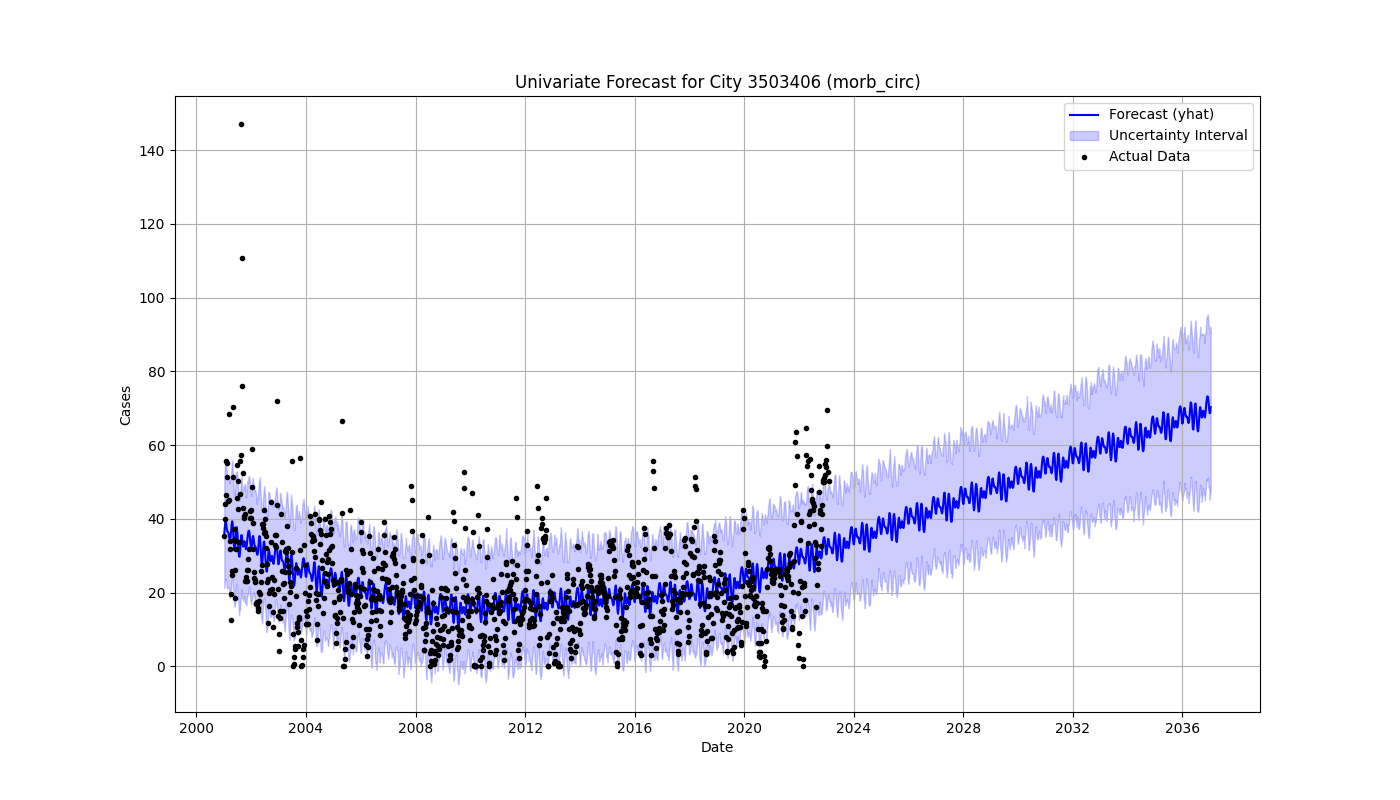 Univariate Forecast for City 3503406 (morb_circ)
Forecast (yhat)
Uncertainty Interval
Actual Data
Cases
140
120
100
80
60
40
20
0
2000 2004 2008 2012 2016 2020 2024 2028 2032 2036
Date